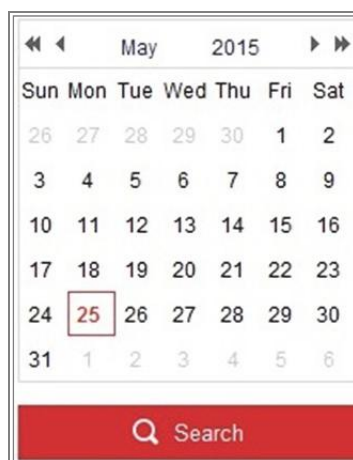 May 2015
Sun Mon Tue Wed Thu Fri Sat
26 27 28 29 30 1 2
3 4 5 6 7 8 9
10 11 12 13 14 15 16
17 18 19 20 21 22 23
24 25 26 27 28 29 30
31 1 2 3 4 5 6
Search